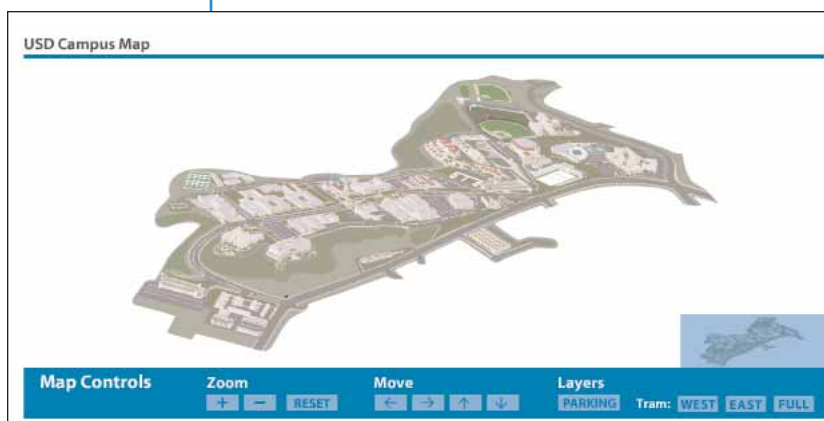 USD Campus Map
Map Controls
Zoom
+ − RESET
Move
← → ↑ ↓
Layers
PARKING Tram: WEST EAST FULL